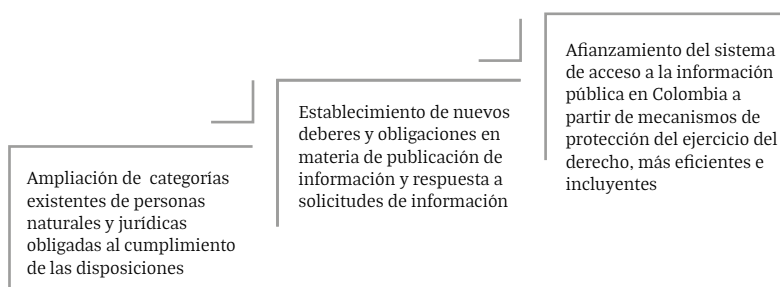 Ampliación de categorías
existentes de personas
naturales y jurídicas
obligadas al cumplimiento
de las disposiciones
Establecimiento de nuevos
deberes y obligaciones en
materia de publicación de
información y respuesta a
solicitudes de información
Afianzamiento del sistema
de acceso a la información
pública en Colombia a
partir de mecanismos de
protección del ejercicio del
derecho, más eficientes e
incluyentes